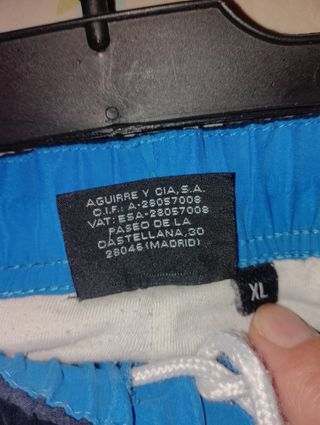 AGUIRRE Y CIA, S.A.
C.I.F.: A-28057008
VAT: ESA-28057008
PASEO DE LA
CASTELLANA, 30
28046 (MADRID)
XL